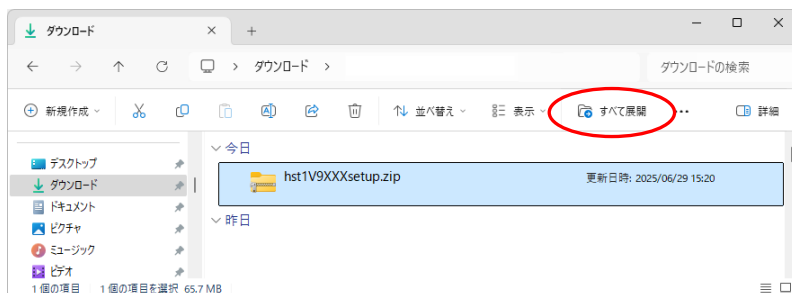 ダウンロード
ダウンロード
ダウンロードの検索
新規作成 並べ替え 表示 すべて展開 ... 詳細
今日
デスクトップ
hst1V9XXXsetup.zip 更新日時: 2025/06/29 15:20
ダウンロード
ドキュメント
昨日
ピクチャ
ミュージック
ビデオ
1 個の項目 1 個の項目を選択 65.7 MB